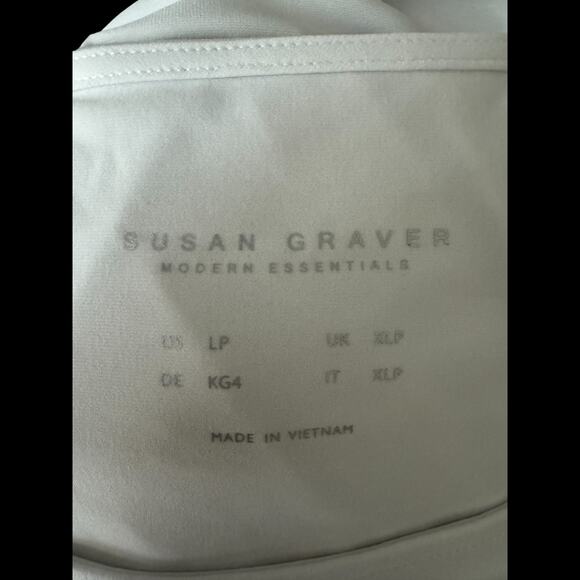 SUSAN GRAVER
MODERN ESSENTIALS
US LP UK XLP
DE KG4 IT XLP
MADE IN VIETNAM